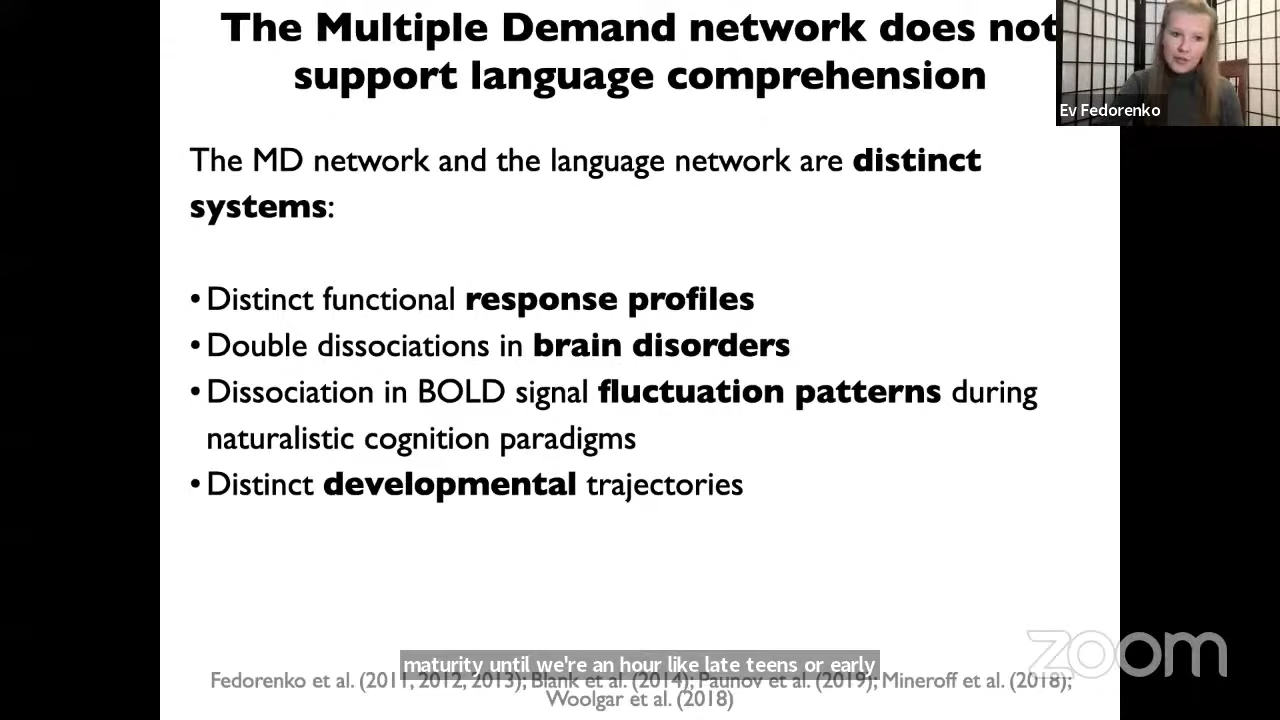 The Multiple Demand network does not
support language comprehension
Ev Fedorenko
The MD network and the language network are distinct
systems:
• Distinct functional response profiles
• Double dissociations in brain disorders
• Dissociation in BOLD signal fluctuation patterns during
naturalistic cognition paradigms
• Distinct developmental trajectories
zoom
maturity until we're an hour like late teens or early
Fedorenko et al. (2011, 2012, 2013); Blank et al. (2014); Paunov et al. (2019); Mineroff et al. (2018);
Woolgar et al. (2018)